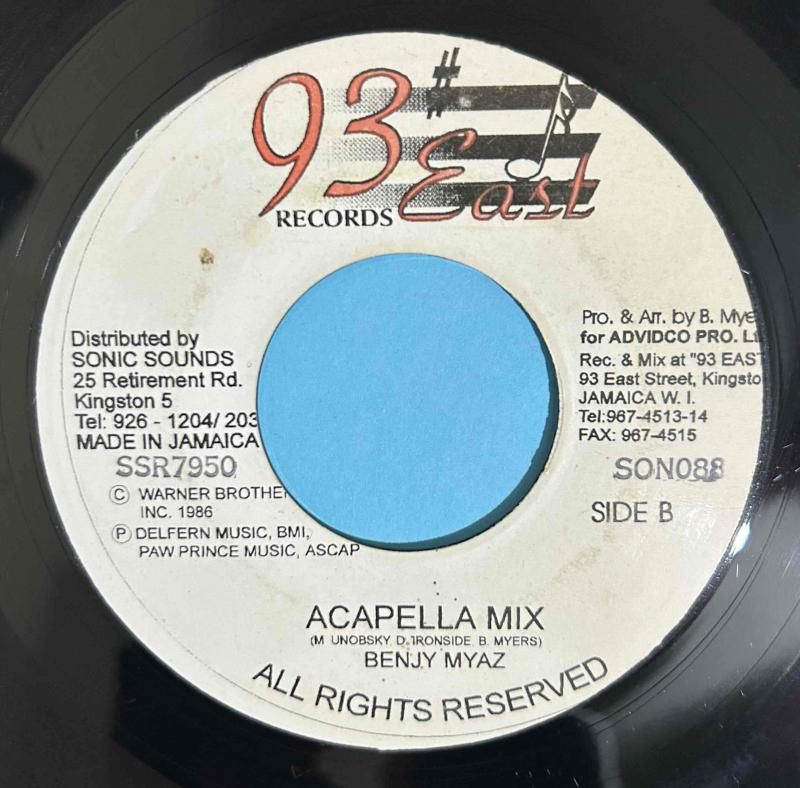 93 East
RECORDS
Distributed by
SONIC SOUNDS
25 Retirement Rd.
Kingston 5
Tel: 926 - 1204/ 203
MADE IN JAMAICA
SSR7950
© WARNER BROTHE
INC. 1986
℗ DELFERN MUSIC, BMI,
PAW PRINCE MUSIC, ASCAP
Pro. & Arr. by B. Mye
for ADVIDCO PRO. Li
Rec. & Mix at "93 EAST
93 East Street, Kingsto
JAMAICA W. I.
Tel:967-4513-14
FAX: 967-4515
SON088
SIDE B
ACAPELLA MIX
(M. UNOBSKY, D. IRONSIDE, B. MYERS)
BENJY MYAZ
ALL RIGHTS RESERVED